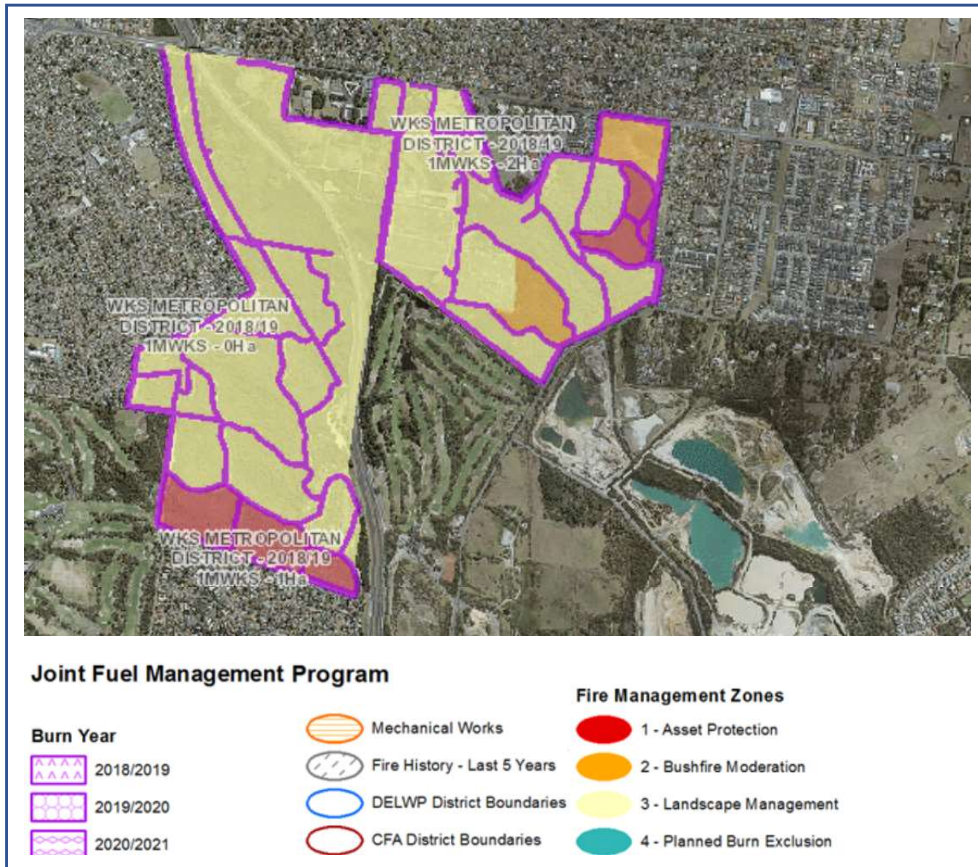 WKS METROPOLITAN
DISTRICT - 2018/19
1MWKS - 2Ha
WKS METROPOLITAN
DISTRICT - 2018/19
1MWKS - 0Ha
WKS METROPOLITAN
DISTRICT - 2018/19
1MWKS - 1Ha
Joint Fuel Management Program
Burn Year
2018/2019
2019/2020
2020/2021
Mechanical Works
Fire History - Last 5 Years
DELWP District Boundaries
CFA District Boundaries
Fire Management Zones
1 - Asset Protection
2 - Bushfire Moderation
3 - Landscape Management
4 - Planned Burn Exclusion